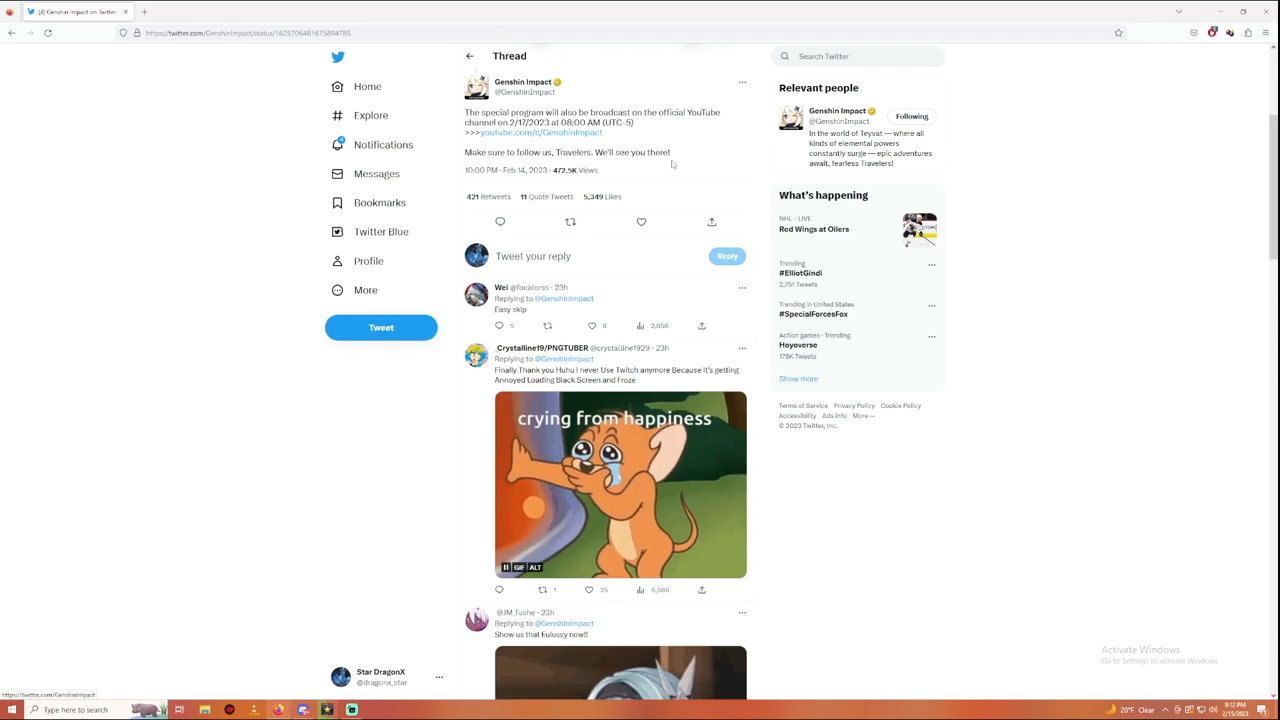 (4) Genshin Impact on Twitter
https://twitter.com/GenshinImpact/status/1625706481675894785
Home
Explore
4
Notifications
Messages
Bookmarks
Twitter Blue
Profile
More
Tweet
Star DragonX
@dragonx_star
Thread
Genshin Impact
@GenshinImpact
The special program will also be broadcast on the official YouTube
channel on 2/17/2023 at 08:00 AM (UTC-5)
>>>youtube.com/c/GenshinImpact
Make sure to follow us, Travelers. We'll see you there!
10:00 PM · Feb 14, 2023 · 472.5K Views
421 Retweets 11 Quote Tweets 5,349 Likes
Tweet your reply
Reply
Wei @focalorss · 23h
Replying to @GenshinImpact
Easy skip
5 8 2,658
_Crystalline19/PNGTUBER @crystalline1929 · 23h
Replying to @GenshinImpact
Finally Thank you Huhu I never Use Twitch anymore Because It's getting
Annoyed Loading Black Screen and Froze
crying from happiness
GIF ALT
1 35 6,588
@JM_Tushe · 23h
Replying to @GenshinImpact
Show us that Eulussy now!!
Search Twitter
Relevant people
Genshin Impact
@GenshinImpact
Following
In the world of Teyvat — where all
kinds of elemental powers
constantly surge — epic adventures
await, fearless Travelers!
What's happening
NHL · LIVE
Red Wings at Oilers
Trending
#ElliotGindi
2,751 Tweets
Trending in United States
#SpecialForcesFox
Action games · Trending
Hoyoverse
176K Tweets
Show more
Terms of Service Privacy Policy Cookie Policy
Accessibility Ads info More ···
© 2023 Twitter, Inc.
Activate Windows
Go to Settings to activate Windows.
https://twitter.com/GenshinImpact
Type here to search
20°F Clear
9:12 PM
2/15/2023